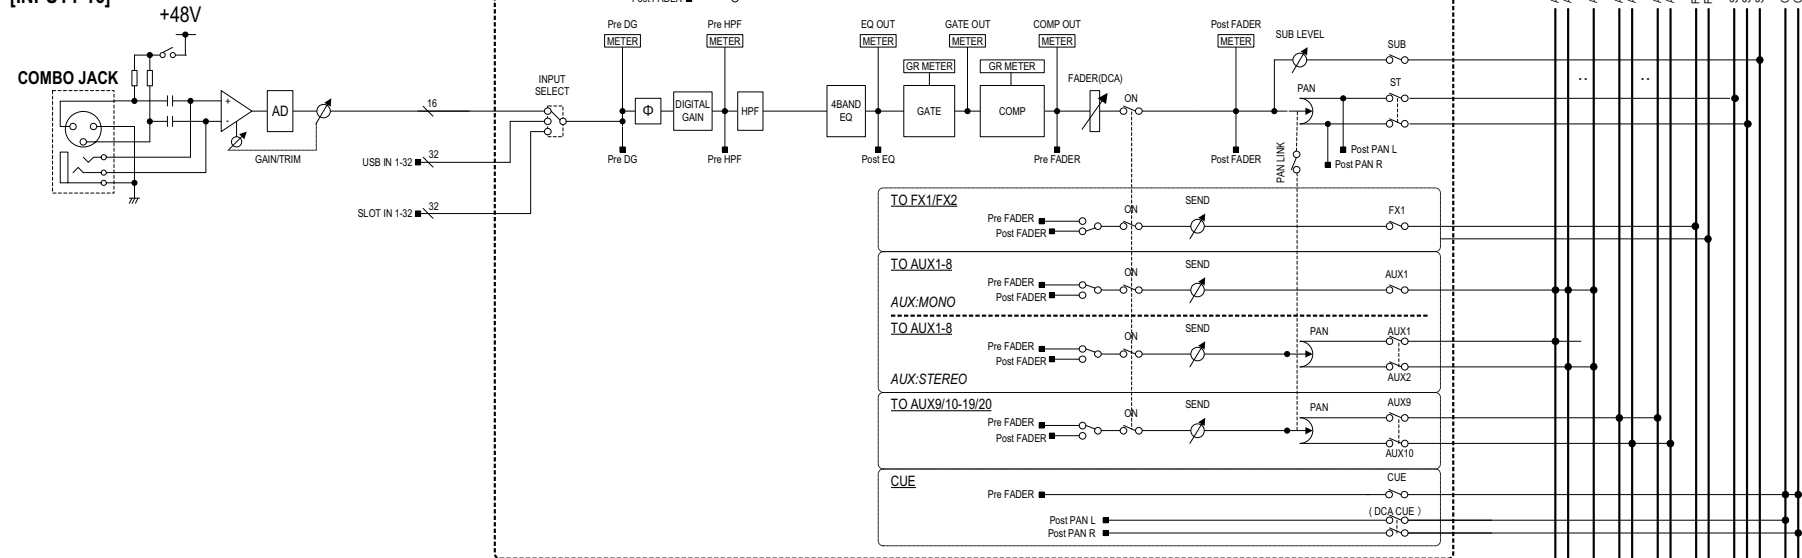 +48V
COMBO JACK
AD
GAIN/TRIM
16
USB IN 1-32
32
SLOT IN 1-32
32
INPUT
SELECT
Pre DG
METER
Pre DG
Φ
DIGITAL
GAIN
Pre HPF
METER
Pre HPF
HPF
4BAND
EQ
EQ OUT
METER
Post EQ
GR METER
GATE
GATE OUT
METER
GR METER
COMP
COMP OUT
METER
Pre FADER
FADER(DCA)
ON
Post FADER
METER
Post FADER
SUB LEVEL
SUB
PAN
ST
Post PAN L
Post PAN R
PAN LINK
TO FX1/FX2
Pre FADER
Post FADER
ON
SEND
FX1
TO AUX1-8
Pre FADER
Post FADER
ON
SEND
AUX1
AUX:MONO
TO AUX1-8
Pre FADER
Post FADER
ON
SEND
PAN
AUX1
AUX2
AUX:STEREO
TO AUX9/10-19/20
Pre FADER
Post FADER
ON
SEND
PAN
AUX9
AUX10
CUE
Pre FADER
CUE
( DCA CUE )
Post PAN L
Post PAN R